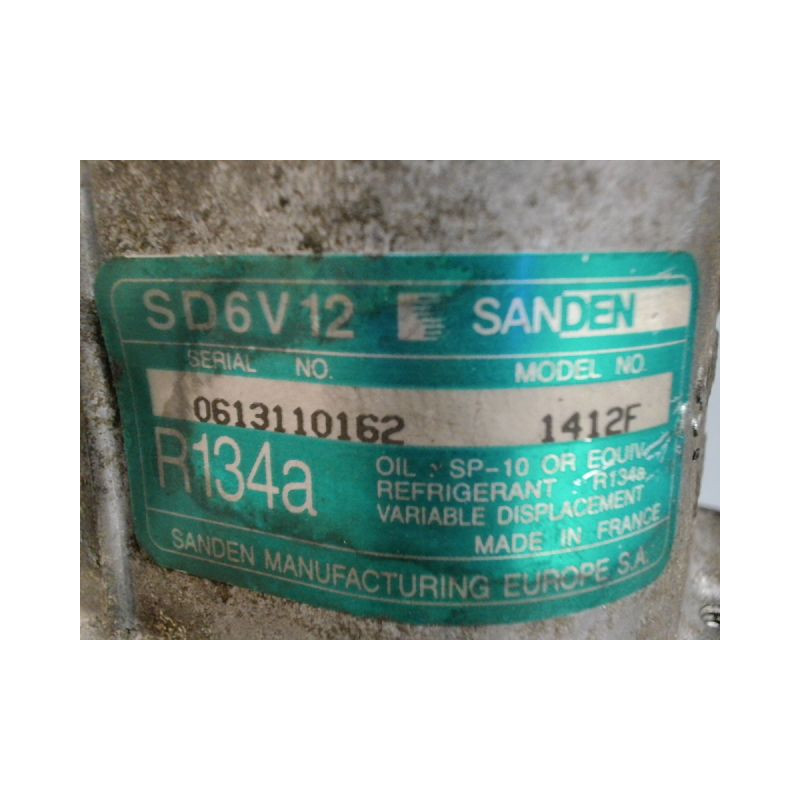 SD6V12 SANDEN
SERIAL NO. MODEL NO.
0613110162 1412F
R134a
OIL : SP-10 OR EQUIV.
REFRIGERANT : R134a
VARIABLE DISPLACEMENT
MADE IN FRANCE
SANDEN MANUFACTURING EUROPE S.A.